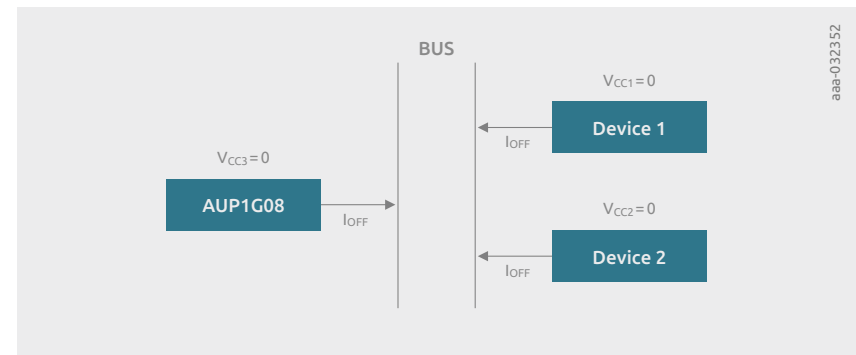 BUS
aaa-032352
VCC1=0
Device 1
IOFF
VCC3=0
AUP1G08
IOFF
VCC2=0
Device 2
IOFF